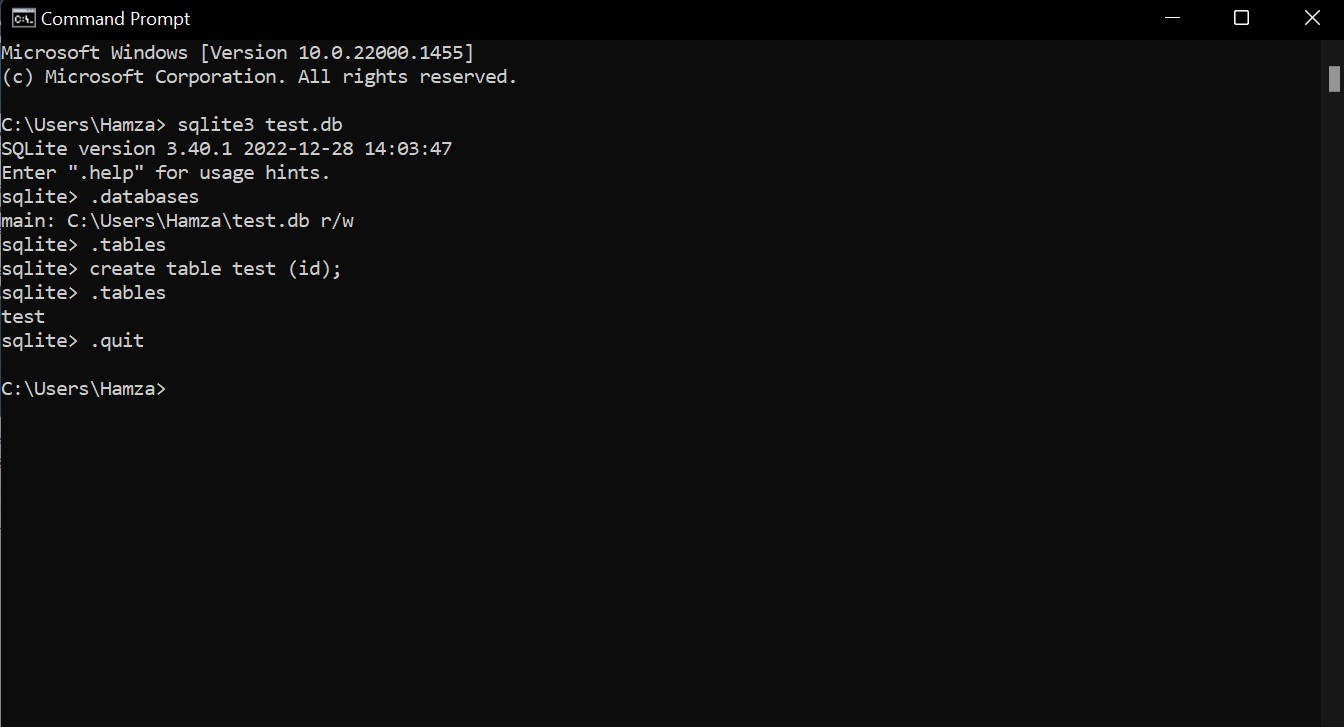 Command Prompt
Microsoft Windows [Version 10.0.22000.1455]
(c) Microsoft Corporation. All rights reserved.
C:\Users\Hamza> sqlite3 test.db
SQLite version 3.40.1 2022-12-28 14:03:47
Enter ".help" for usage hints.
sqlite> .databases
main: C:\Users\Hamza\test.db r/w
sqlite> .tables
sqlite> create table test (id);
sqlite> .tables
test
sqlite> .quit
C:\Users\Hamza>